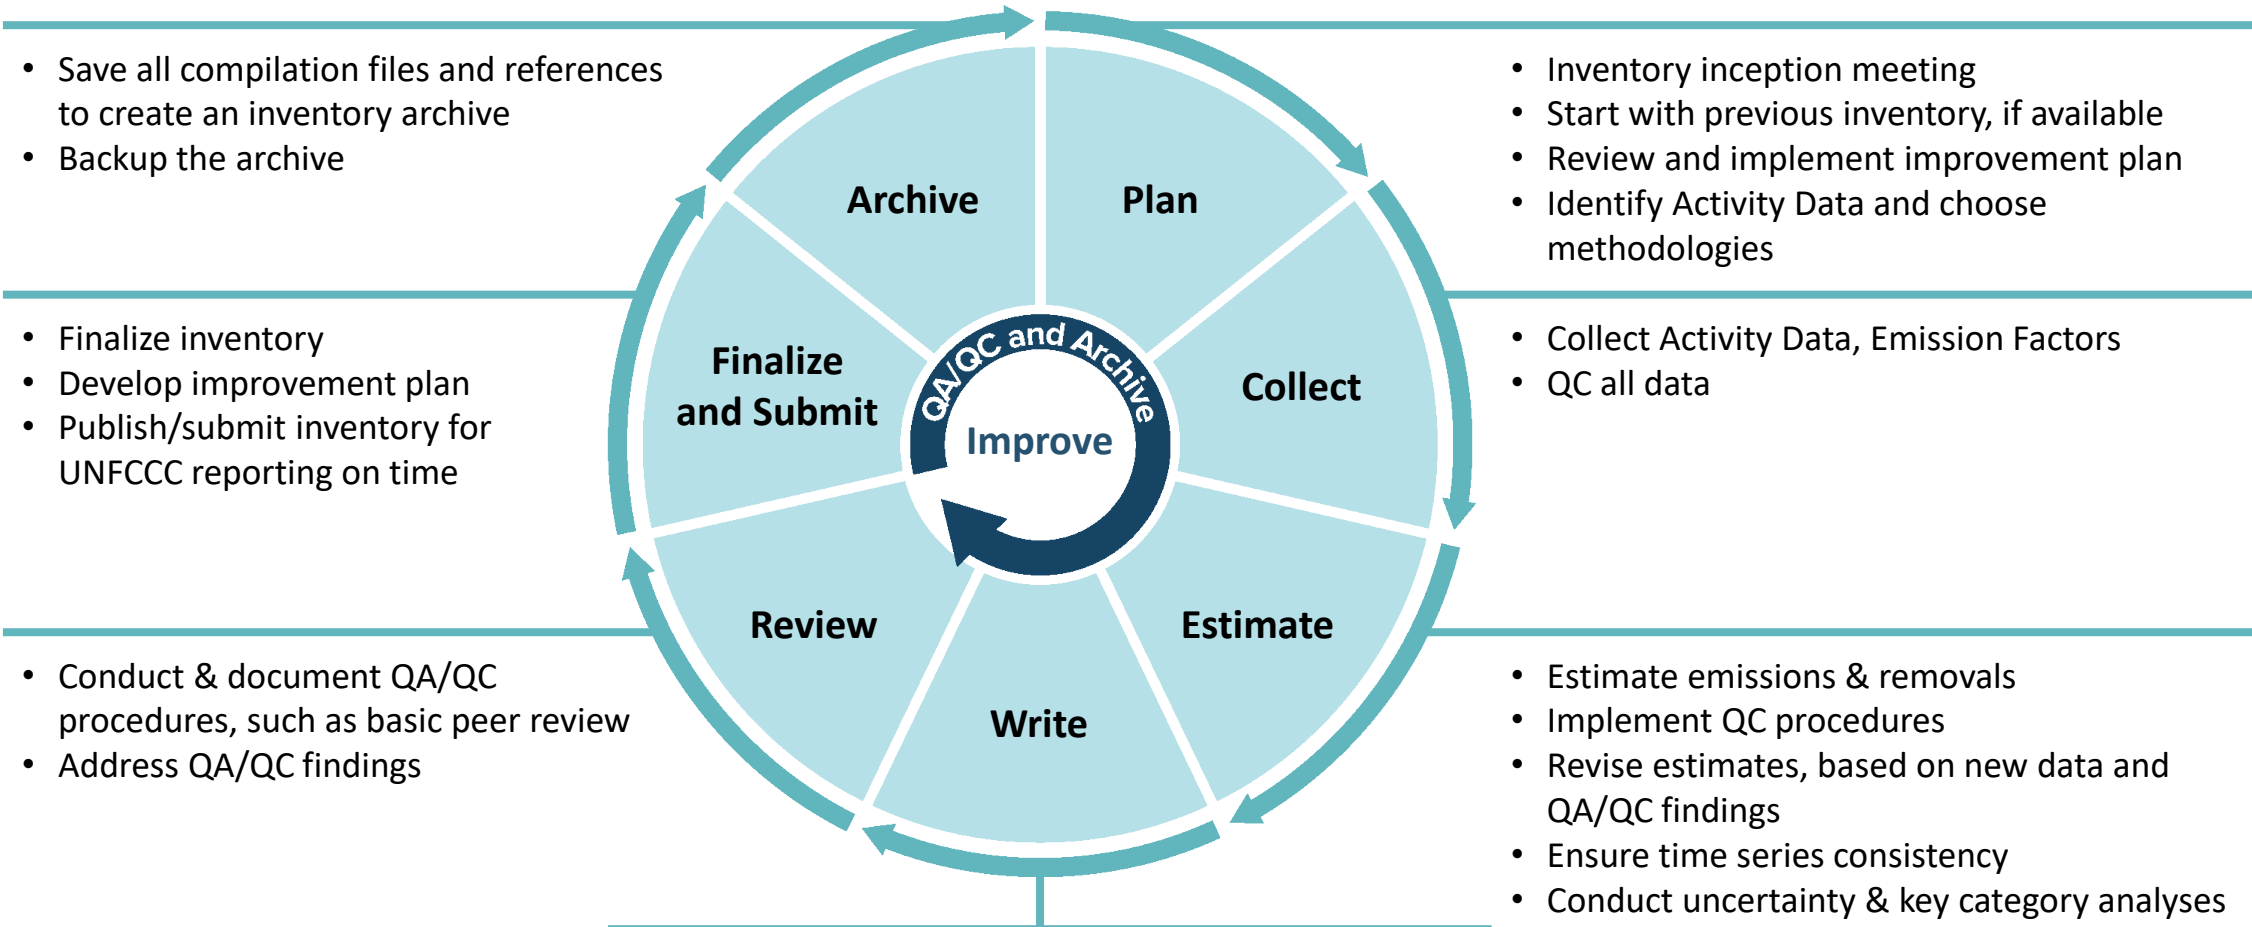 • Save all compilation files and references
to create an inventory archive
• Backup the archive
• Inventory inception meeting
• Start with previous inventory, if available
• Review and implement improvement plan
• Identify Activity Data and choose
methodologies
Archive
Plan
• Finalize inventory
• Develop improvement plan
• Publish/submit inventory for
UNFCCC reporting on time
Finalize
and Submit
QA/QC and Archive
Improve
Collect
• Collect Activity Data, Emission Factors
• QC all data
Review
Write
Estimate
• Conduct & document QA/QC
procedures, such as basic peer review
• Address QA/QC findings
• Estimate emissions & removals
• Implement QC procedures
• Revise estimates, based on new data and
QA/QC findings
• Ensure time series consistency
• Conduct uncertainty & key category analyses